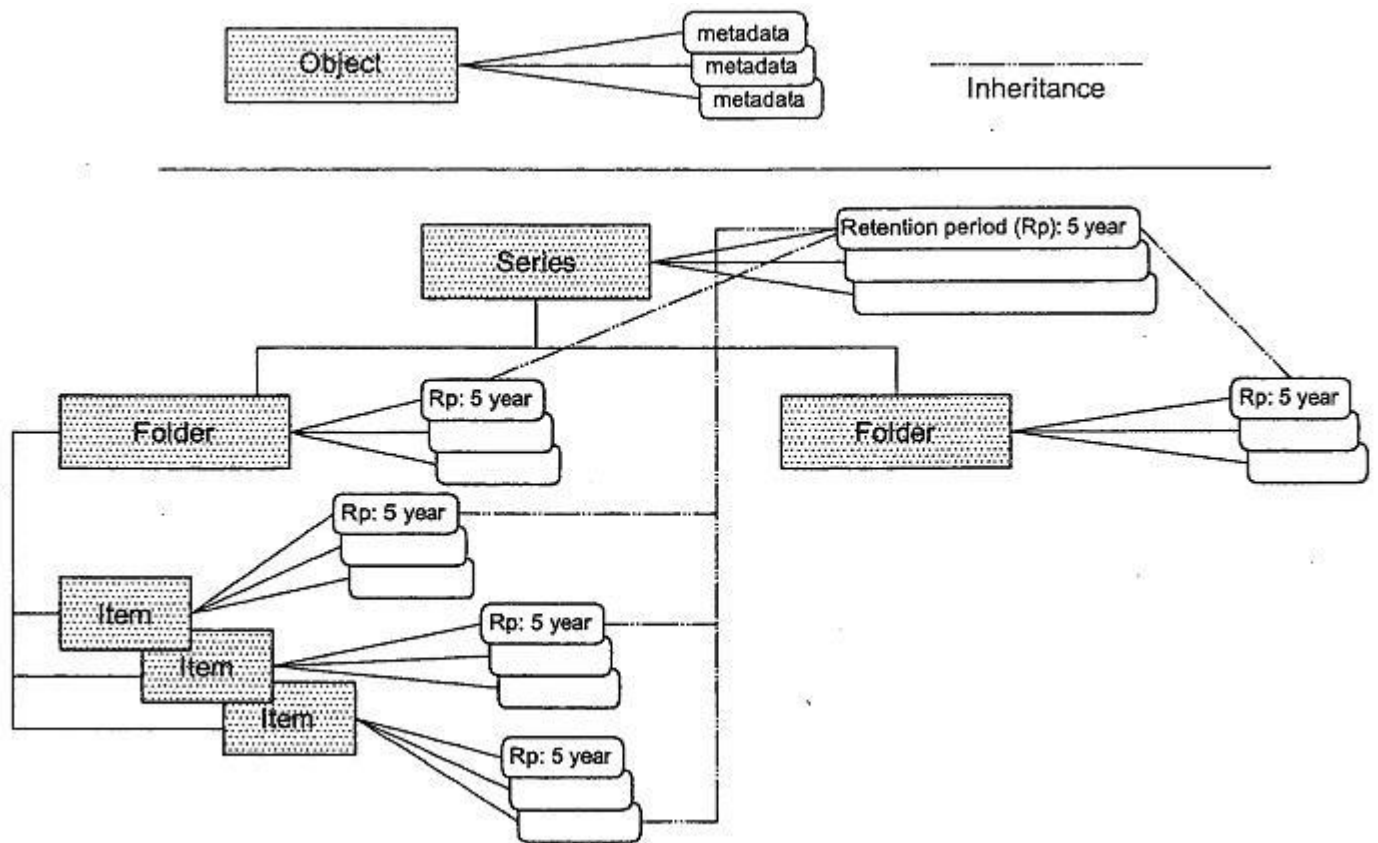 Object
metadata
metadata
metadata
Inheritance
Series
Retention period (Rp): 5 year
Folder
Rp: 5 year
Folder
Rp: 5 year
Rp: 5 year
Item
Rp: 5 year
Item
Item
Rp: 5 year